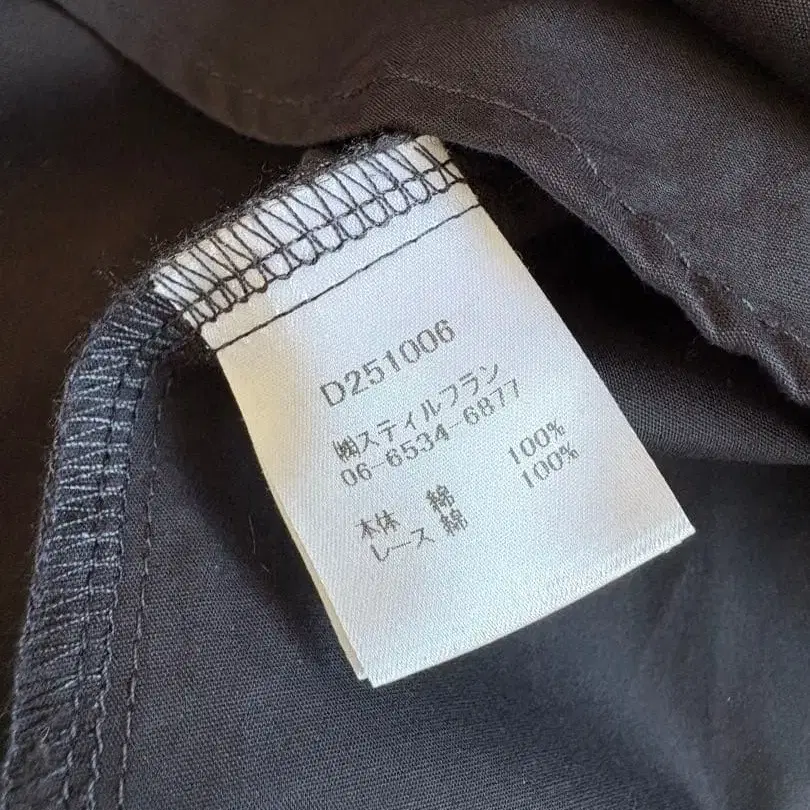 D251006
㈱スティルフラン
06-6534-6877
本体 綿 100%
レース 綿 100%